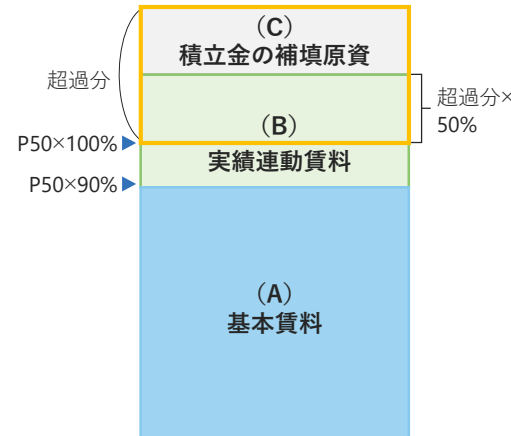 (C)
積立金の補填原資
超過分
超過分×
50%
(B)
P50×100%
実績連動賃料
P50×90%
(A)
基本賃料